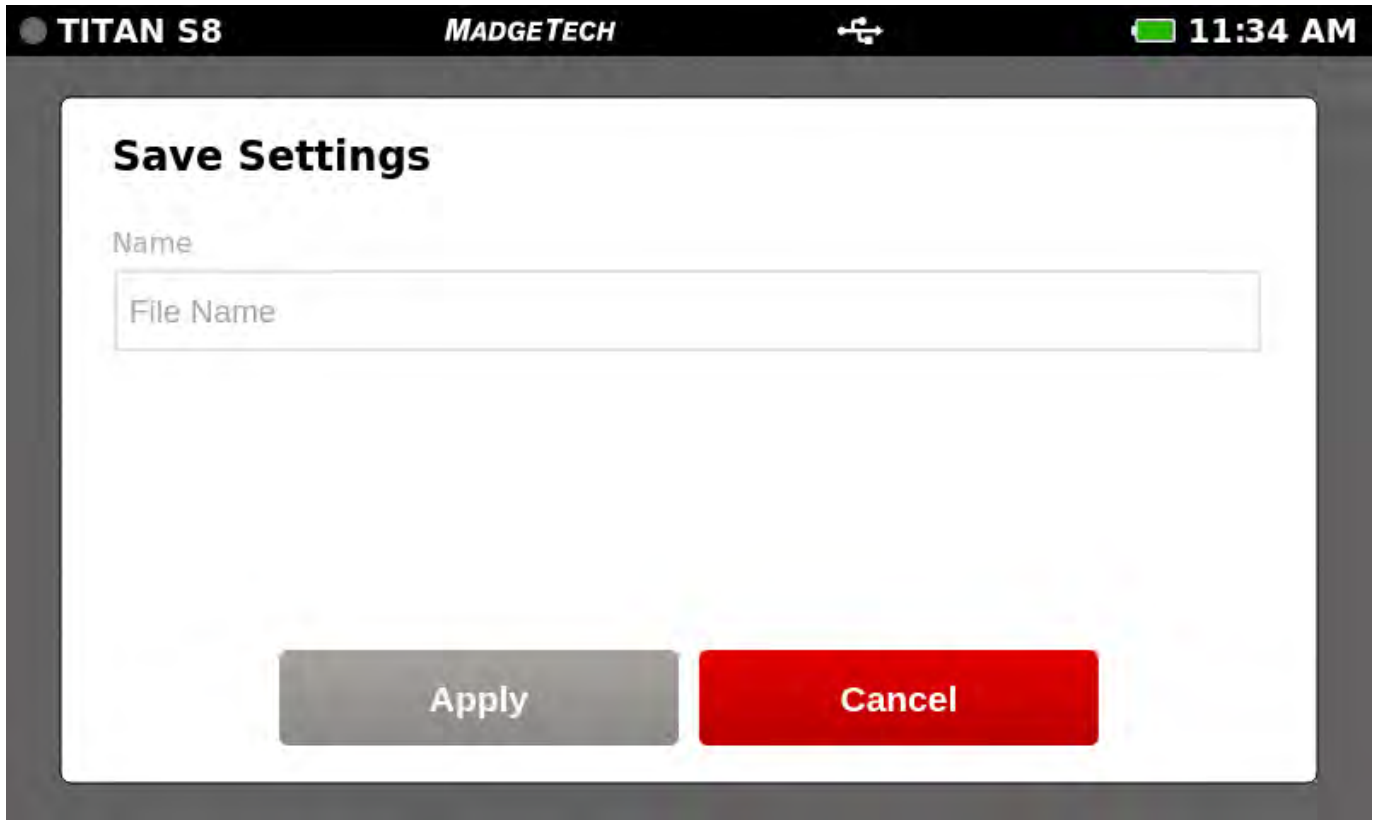 TITAN S8 MADGETECH 11:34 AM
Save Settings
Name
File Name
Apply Cancel